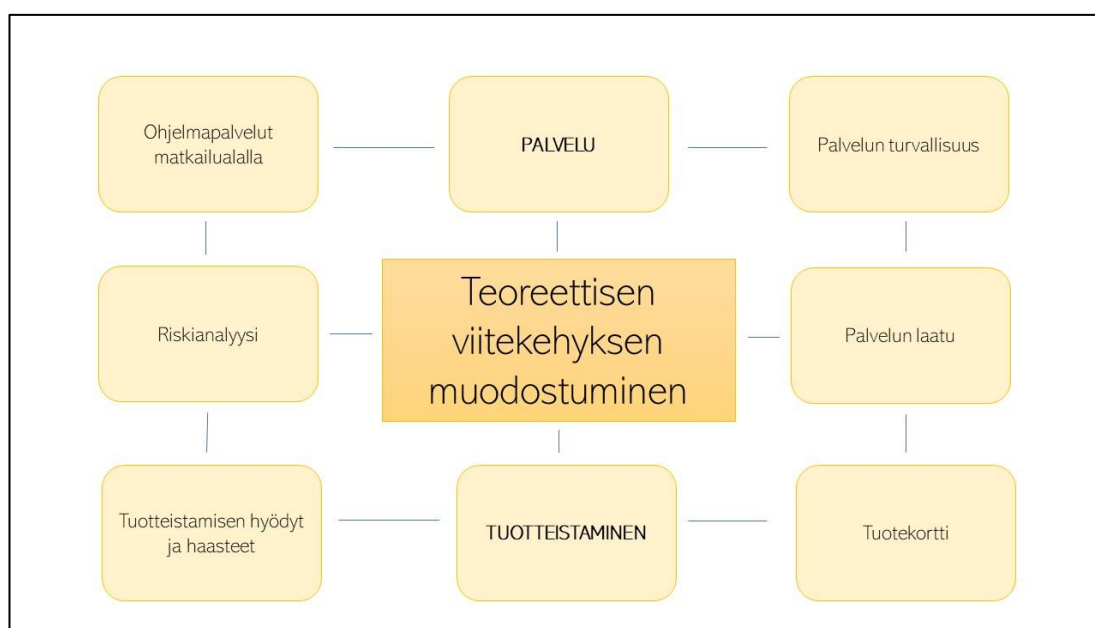 Ohjelmapalvelut
matkailualalla
PALVELU
Palvelun turvallisuus
Riskianalyysi
Teoreettisen
viitekehyksen
muodostuminen
Palvelun laatu
Tuotteistamisen hyödyt
ja haasteet
TUOTTEISTAMINEN
Tuotekortti